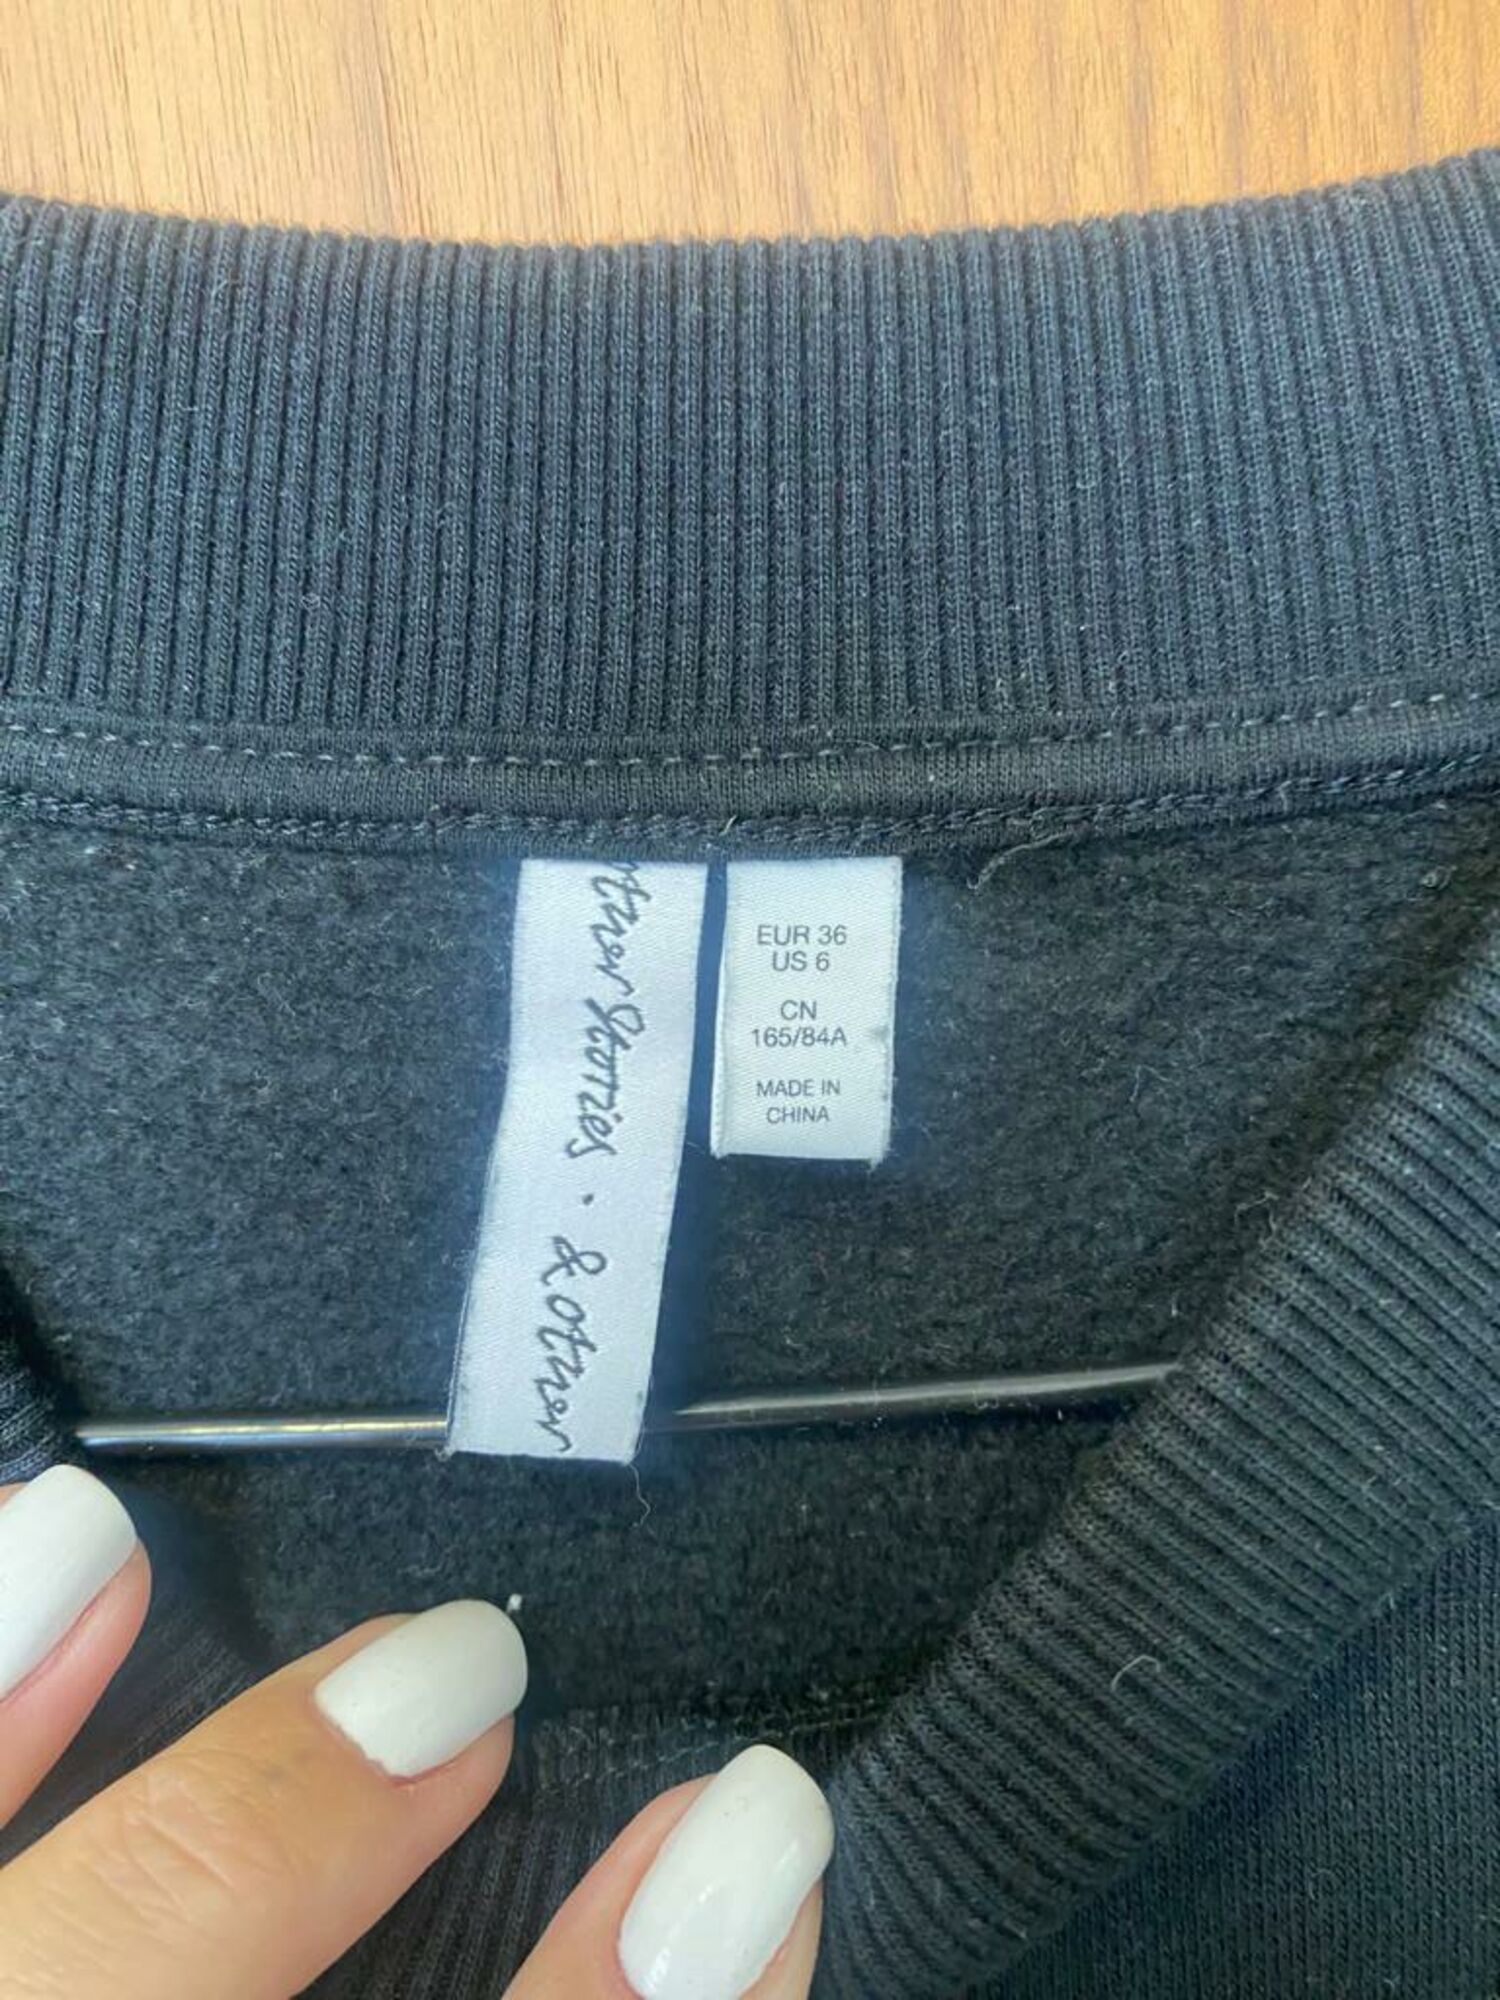 other Stories · & other
EUR 36
US 6
CN
165/84A
MADE IN
CHINA